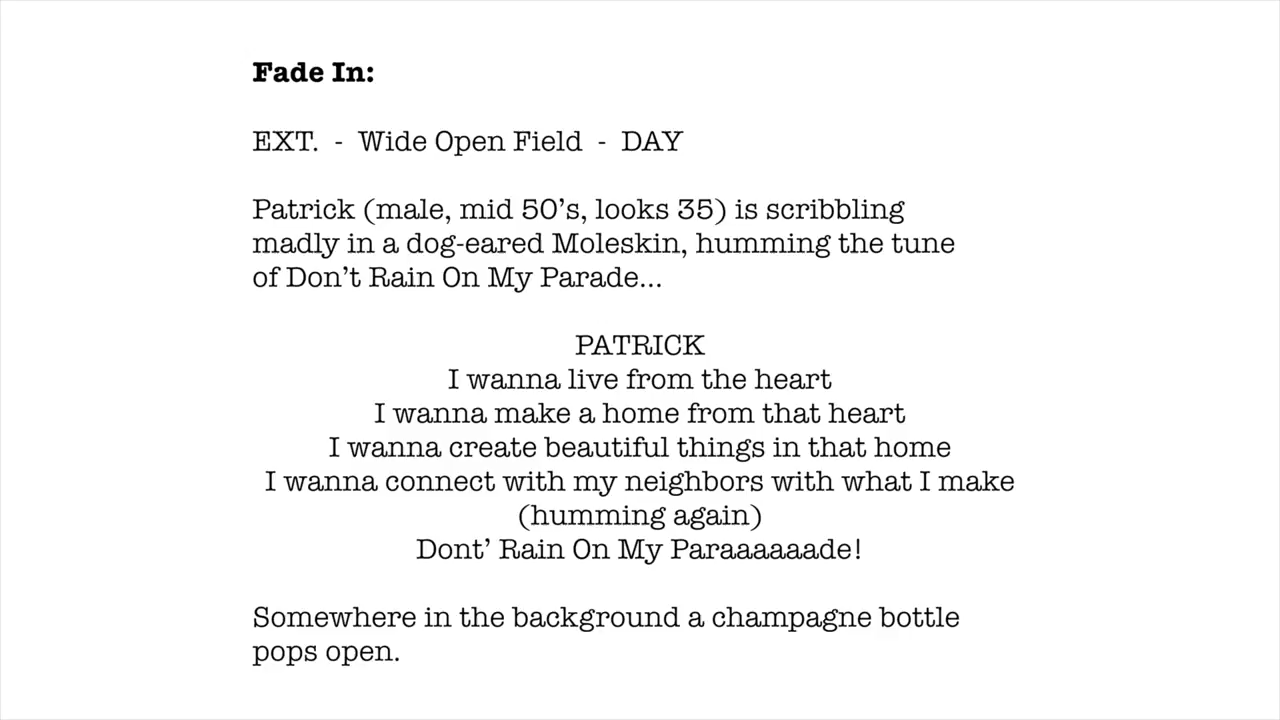 Fade In:
EXT. - Wide Open Field - DAY
Patrick (male, mid 50’s, looks 35) is scribbling
madly in a dog-eared Moleskin, humming the tune
of Don’t Rain On My Parade...
PATRICK
I wanna live from the heart
I wanna make a home from that heart
I wanna create beautiful things in that home
I wanna connect with my neighbors with what I make
(humming again)
Dont’ Rain On My Paraaaaaade!
Somewhere in the background a champagne bottle
pops open.